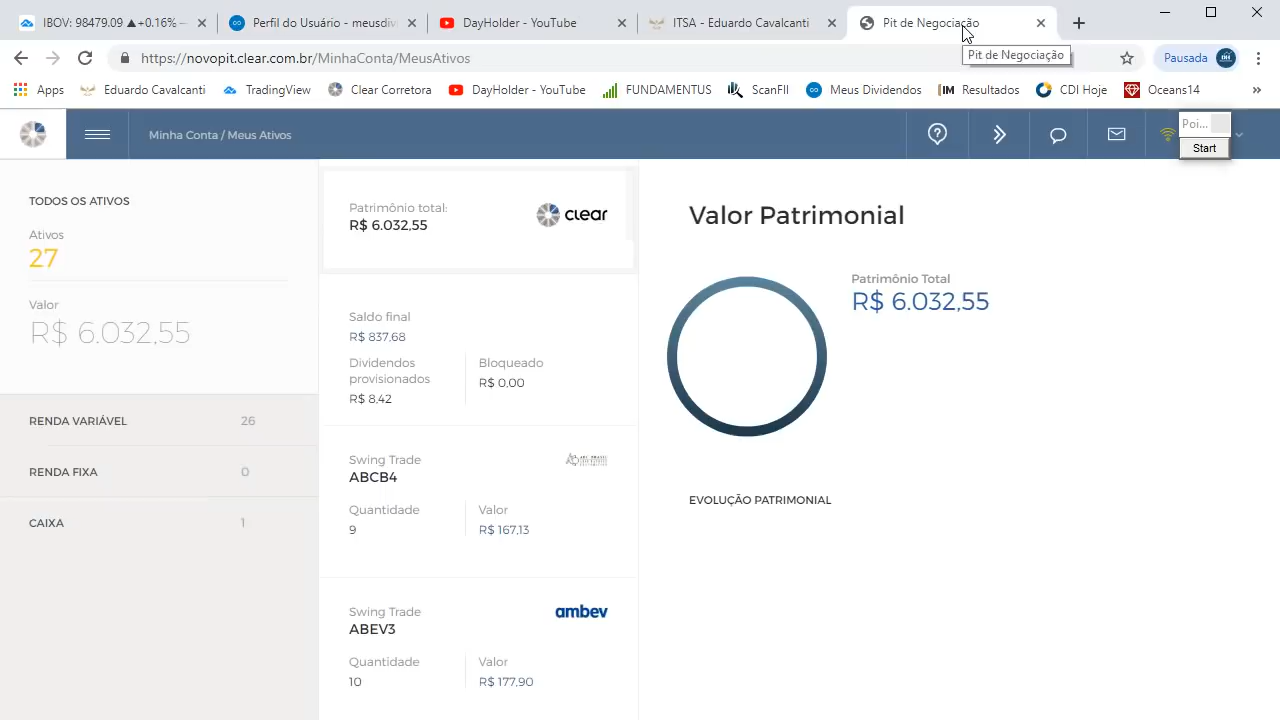 IBOV: 98479.09 ▲+0.16% —
Perfil do Usuário - meusdiv
DayHolder - YouTube
ITSA - Eduardo Cavalcanti
Pit de Negociação
https://novopit.clear.com.br/MinhaConta/MeusAtivos
Pit de Negociação
Pausada
Apps
Eduardo Cavalcanti
TradingView
Clear Corretora
DayHolder - YouTube
FUNDAMENTUS
ScanFII
Meus Dividendos
IM Resultados
CDI Hoje
Oceans14
»
Minha Conta / Meus Ativos
Poi...
Start
TODOS OS ATIVOS
Ativos
27
Valor
R$ 6.032,55
RENDA VARIÁVEL 26
RENDA FIXA 0
CAIXA 1
Patrimônio total:
R$ 6.032,55
clear
Saldo final
R$ 837,68
Dividendos provisionados
R$ 8,42
Bloqueado
R$ 0,00
Swing Trade
ABCB4
Quantidade
9
Valor
R$ 167,13
Swing Trade
ABEV3
ambev
Quantidade
10
Valor
R$ 177,90
Valor Patrimonial
Patrimônio Total
R$ 6.032,55
EVOLUÇÃO PATRIMONIAL